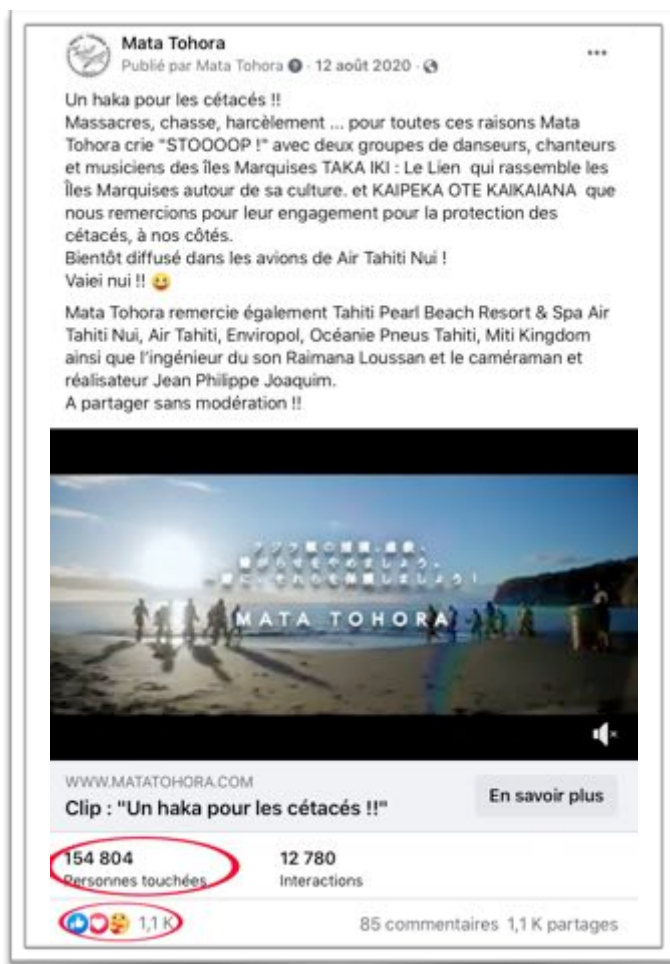 Mata Tohora
Publié par Mata Tohora · 12 août 2020 ·
Un haka pour les cétacés !!
Massacres, chasse, harcèlement ... pour toutes ces raisons Mata
Tohora crie "STOOOOP !" avec deux groupes de danseurs, chanteurs
et musiciens des îles Marquises TAKA IKI : Le Lien qui rassemble les
Îles Marquises autour de sa culture. et KAIPEKA OTE KAIKAIANA que
nous remercions pour leur engagement pour la protection des
cétacés, à nos côtés.
Bientôt diffusé dans les avions de Air Tahiti Nui !
Vaiei nui !! 😀
Mata Tohora remercie également Tahiti Pearl Beach Resort & Spa Air
Tahiti Nui, Air Tahiti, Enviropol, Océanie Pneus Tahiti, Miti Kingdom
ainsi que l'ingénieur du son Raimana Loussan et le caméraman et
réalisateur Jean Philippe Joaquim.
A partager sans modération !!
MATA TOHORA
WWW.MATATOHORA.COM
Clip : "Un haka pour les cétacés !!"
En savoir plus
154 804
Personnes touchées
12 780
Interactions
1,1 K
85 commentaires 1,1 K partages